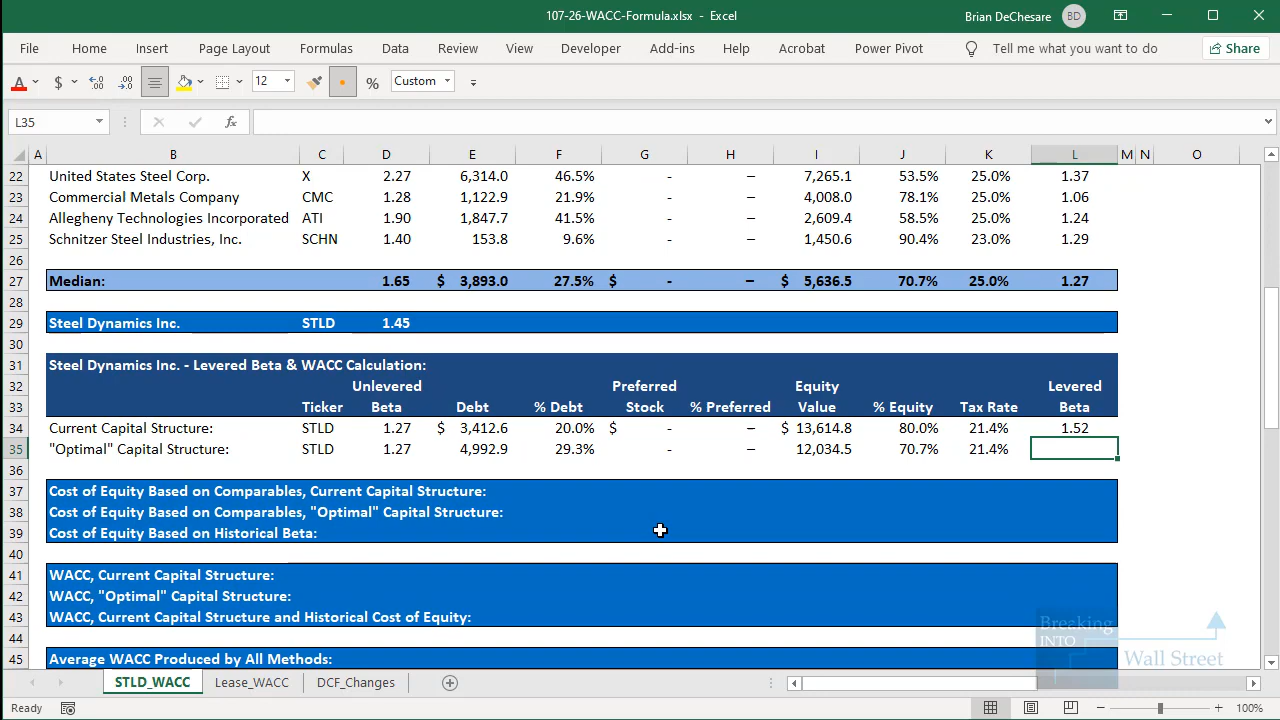 107-26-WACC-Formula.xlsx - Excel
Brian DeChesare BD
File Home Insert Page Layout Formulas Data Review View Developer Add-ins Help Acrobat Power Pivot Tell me what you want to do Share
A $ .00 12 % Custom
L35 fx
A B C D E F G H I J K L M N O
22 United States Steel Corp. X 2.27 6,314.0 46.5% - – 7,265.1 53.5% 25.0% 1.37
23 Commercial Metals Company CMC 1.28 1,122.9 21.9% - – 4,008.0 78.1% 25.0% 1.06
24 Allegheny Technologies Incorporated ATI 1.90 1,847.7 41.5% - – 2,609.4 58.5% 25.0% 1.24
25 Schnitzer Steel Industries, Inc. SCHN 1.40 153.8 9.6% - – 1,450.6 90.4% 23.0% 1.29
26
27 Median: 1.65 $ 3,893.0 27.5% $ - – $ 5,636.5 70.7% 25.0% 1.27
28
29 Steel Dynamics Inc. STLD 1.45
30
31 Steel Dynamics Inc. - Levered Beta & WACC Calculation:
32 Unlevered Preferred Equity Levered
33 Ticker Beta Debt % Debt Stock % Preferred Value % Equity Tax Rate Beta
34 Current Capital Structure: STLD 1.27 $ 3,412.6 20.0% $ - – $ 13,614.8 80.0% 21.4% 1.52
35 "Optimal" Capital Structure: STLD 1.27 4,992.9 29.3% - – 12,034.5 70.7% 21.4%
36
37 Cost of Equity Based on Comparables, Current Capital Structure:
38 Cost of Equity Based on Comparables, "Optimal" Capital Structure:
39 Cost of Equity Based on Historical Beta:
40
41 WACC, Current Capital Structure:
42 WACC, "Optimal" Capital Structure:
43 WACC, Current Capital Structure and Historical Cost of Equity:
44
45 Average WACC Produced by All Methods:
Breaking
INTO
Wall Street
STLD_WACC Lease_WACC DCF_Changes
Ready 100%